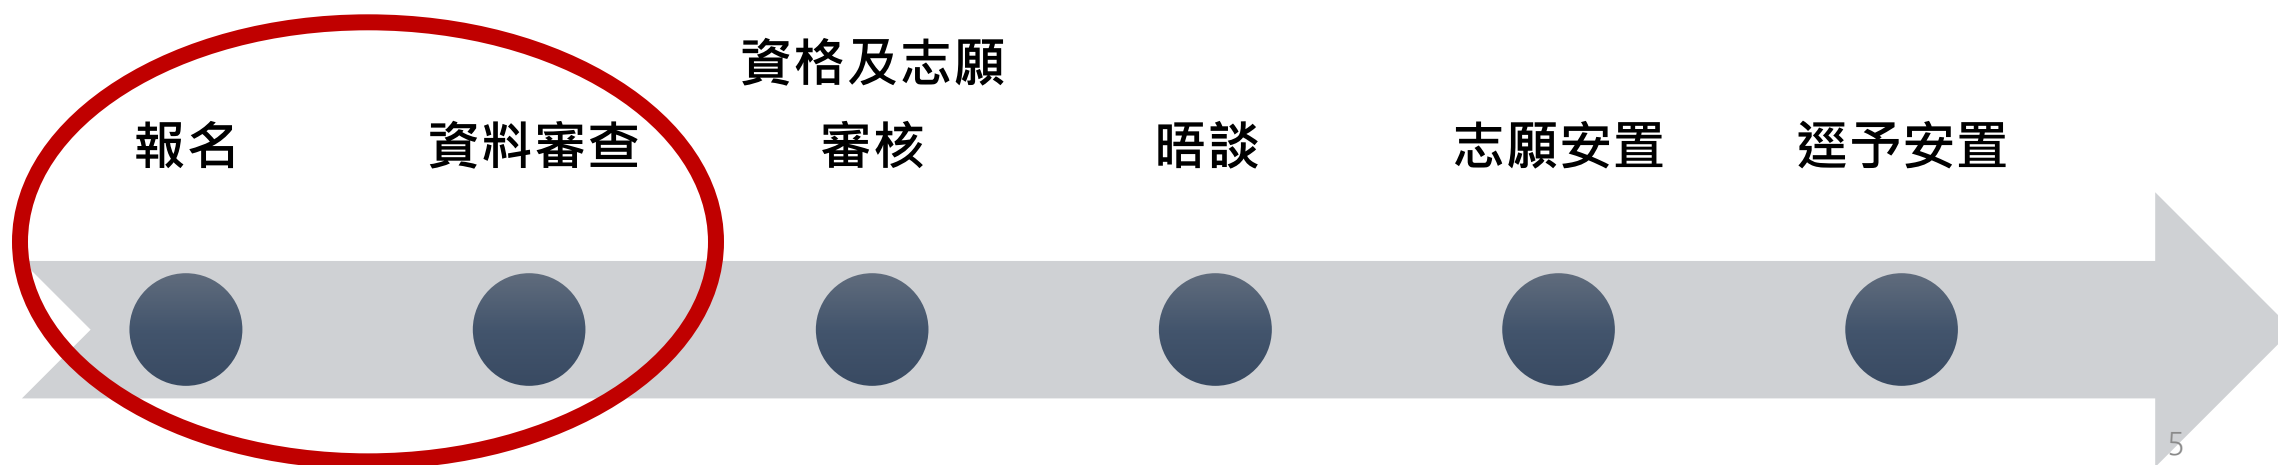 報名
資料審查
資格及志願
審核
晤談
志願安置
逕予安置
5